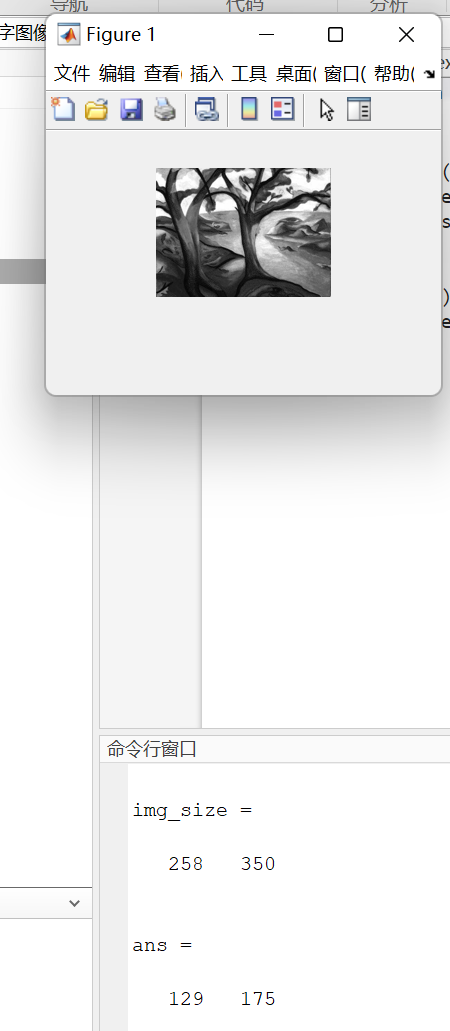 导航 代码 分析
字图像
Figure 1
文件 编辑 查看( 插入 工具 桌面( 窗口( 帮助(
命令行窗口
img_size =
258 350
ans =
129 175